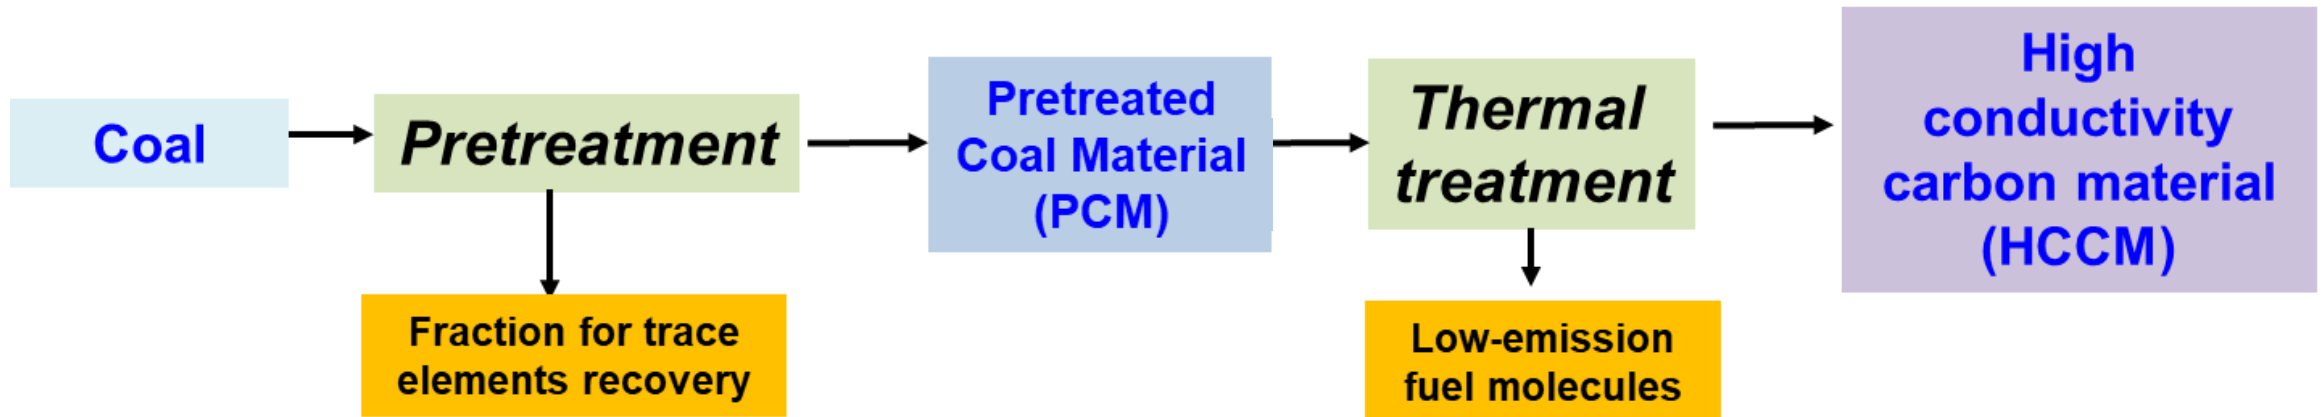 Coal
Pretreatment
Fraction for trace
elements recovery
Pretreated
Coal Material
(PCM)
Thermal
treatment
Low-emission
fuel molecules
High
conductivity
carbon material
(HCCM)